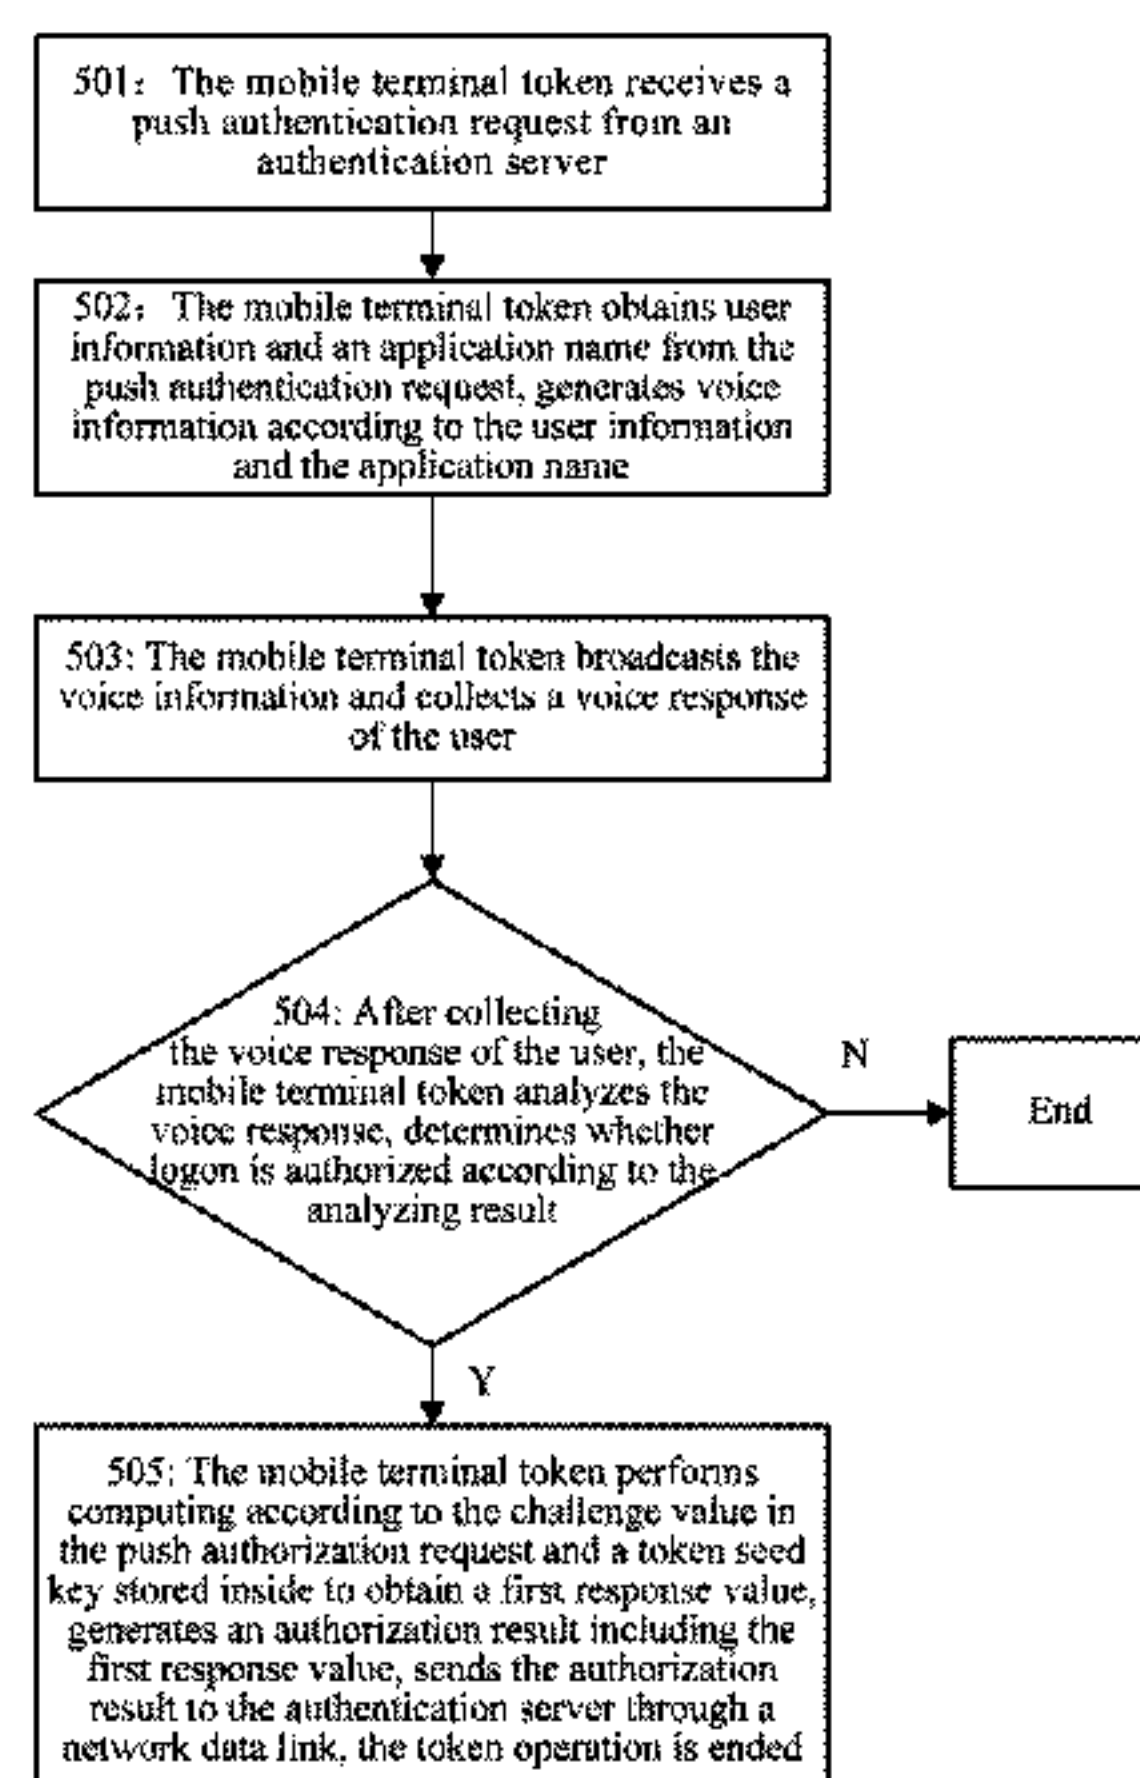 501: The mobile terminal token receives a
push authentication request from an
authentication server
502: The mobile terminal token obtains user
information and an application name from the
push authentication request, generates voice
information according to the user information
and the application name
503: The mobile terminal token broadcasts the
voice information and collects a voice response
of the user
504: After collecting
the voice response of the user, the
mobile terminal token analyzes the
voice response, determines whether
logon is authorized according to the
analyzing result
N
End
Y
505: The mobile terminal token performs
computing according to the challenge value in
the push authorization request and a token seed
key stored inside to obtain a first response value,
generates an authorization result including the
first response value, sends the authorization
result to the authentication server through a
network data link, the token operation is ended